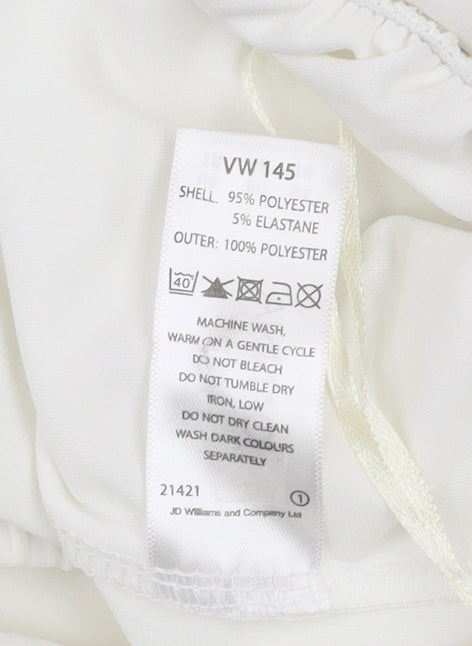 VW 145
SHELL. 95% POLYESTER
5% ELASTANE
OUTER: 100% POLYESTER
40°
MACHINE WASH,
WARM ON A GENTLE CYCLE
DO NOT BLEACH
DO NOT TUMBLE DRY
IRON, LOW
DO NOT DRY CLEAN
WASH DARK COLOURS
SEPARATELY
21421 1
JD Williams and Company Ltd